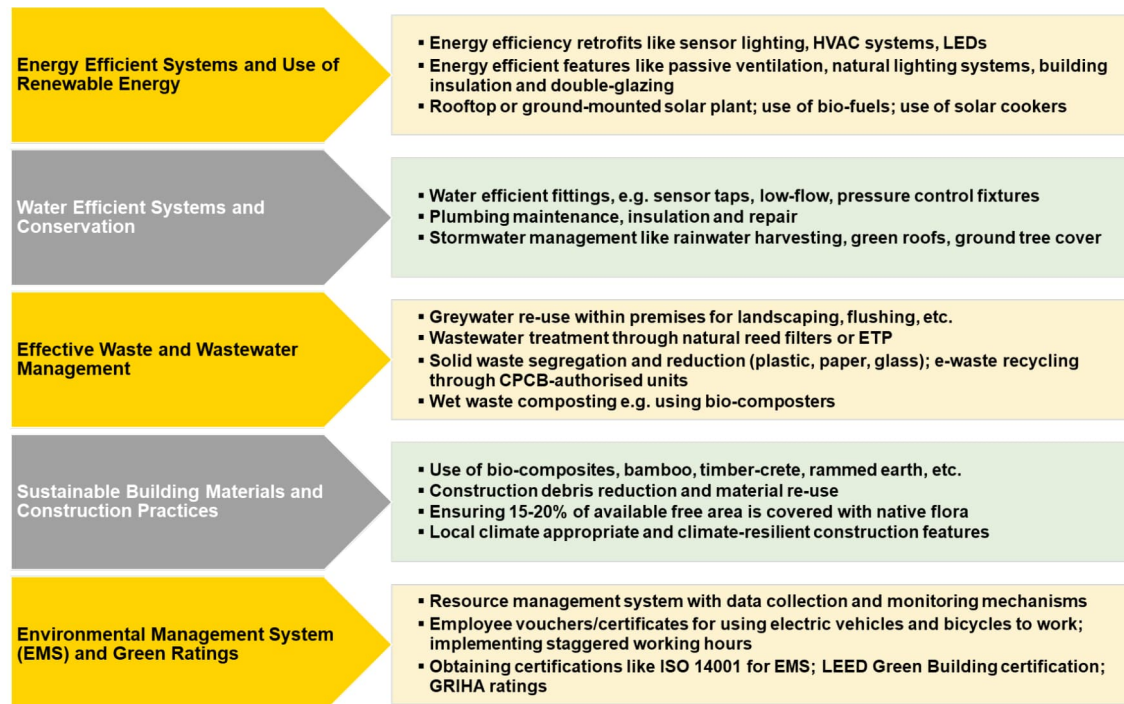 Energy Efficient Systems and Use of
Renewable Energy
▪ Energy efficiency retrofits like sensor lighting, HVAC systems, LEDs
▪ Energy efficient features like passive ventilation, natural lighting systems, building
insulation and double-glazing
▪ Rooftop or ground-mounted solar plant; use of bio-fuels; use of solar cookers
Water Efficient Systems and
Conservation
▪ Water efficient fittings, e.g. sensor taps, low-flow, pressure control fixtures
▪ Plumbing maintenance, insulation and repair
▪ Stormwater management like rainwater harvesting, green roofs, ground tree cover
Effective Waste and Wastewater
Management
▪ Greywater re-use within premises for landscaping, flushing, etc.
▪ Wastewater treatment through natural reed filters or ETP
▪ Solid waste segregation and reduction (plastic, paper, glass); e-waste recycling
through CPCB-authorised units
▪ Wet waste composting e.g. using bio-composters
Sustainable Building Materials and
Construction Practices
▪ Use of bio-composites, bamboo, timber-crete, rammed earth, etc.
▪ Construction debris reduction and material re-use
▪ Ensuring 15-20% of available free area is covered with native flora
▪ Local climate appropriate and climate-resilient construction features
Environmental Management System
(EMS) and Green Ratings
▪ Resource management system with data collection and monitoring mechanisms
▪ Employee vouchers/certificates for using electric vehicles and bicycles to work;
implementing staggered working hours
▪ Obtaining certifications like ISO 14001 for EMS; LEED Green Building certification;
GRIHA ratings